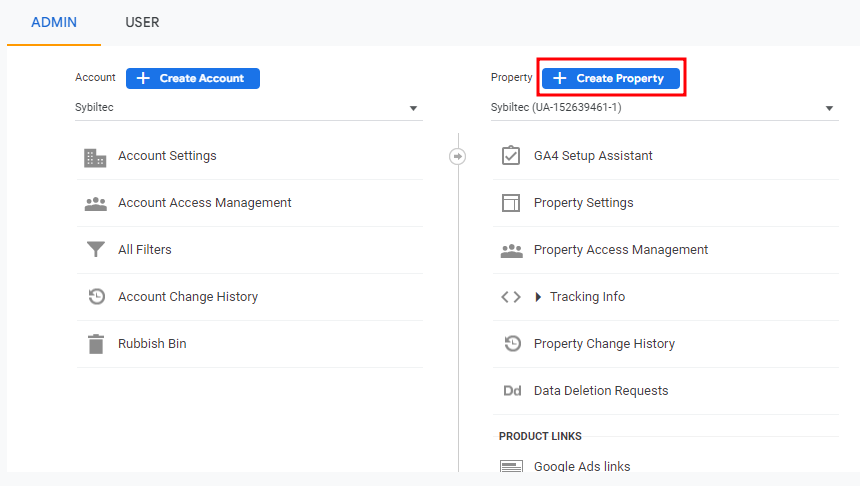 ADMIN USER
Account Create Account
Sybiltec
Account Settings
Account Access Management
All Filters
Account Change History
Rubbish Bin
Property Create Property
Sybiltec (UA-152639461-1)
GA4 Setup Assistant
Property Settings
Property Access Management
Tracking Info
Property Change History
Dd Data Deletion Requests
PRODUCT LINKS
Google Ads links